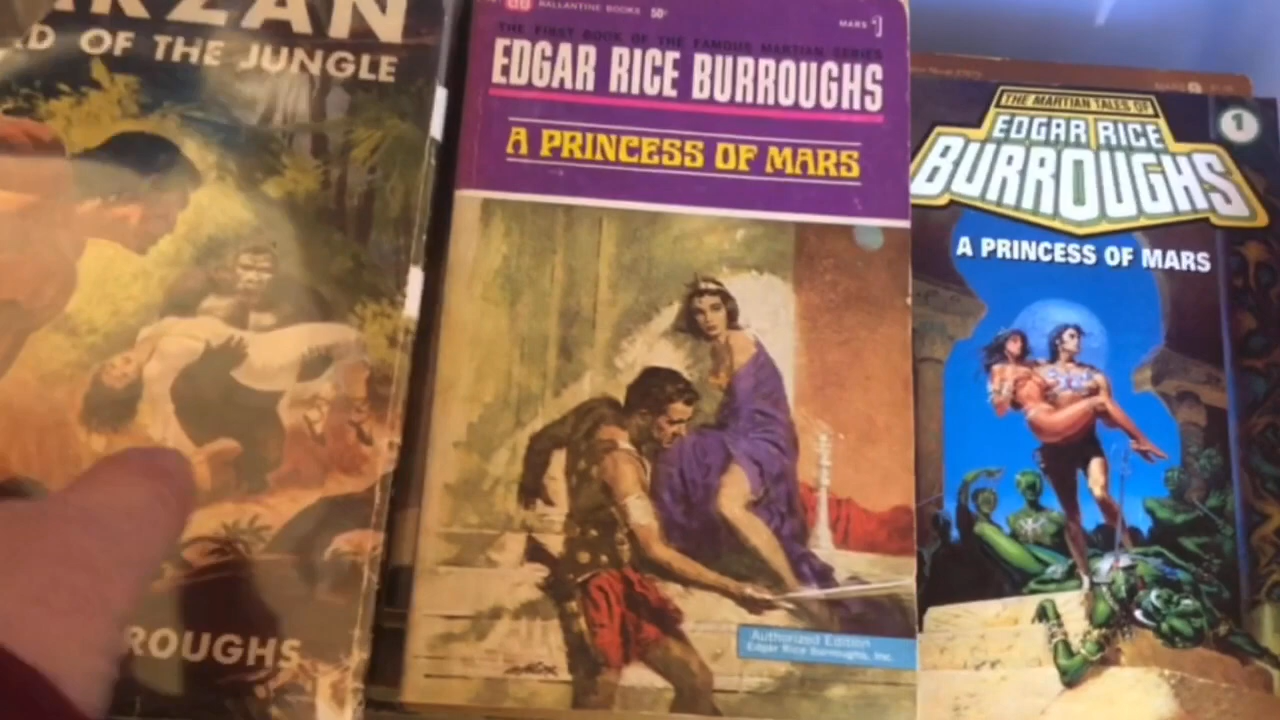 RZAN
D OF THE JUNGLE
ROUGHS
BALLANTINE BOOKS 50¢
MARS 1
THE FIRST BOOK OF THE FAMOUS MARTIAN SERIES
EDGAR RICE BURROUGHS
A PRINCESS OF MARS
Authorized Edition
Edgar Rice Burroughs, Inc.
THE MARTIAN TALES OF
EDGAR RICE
BURROUGHS
1
A PRINCESS OF MARS